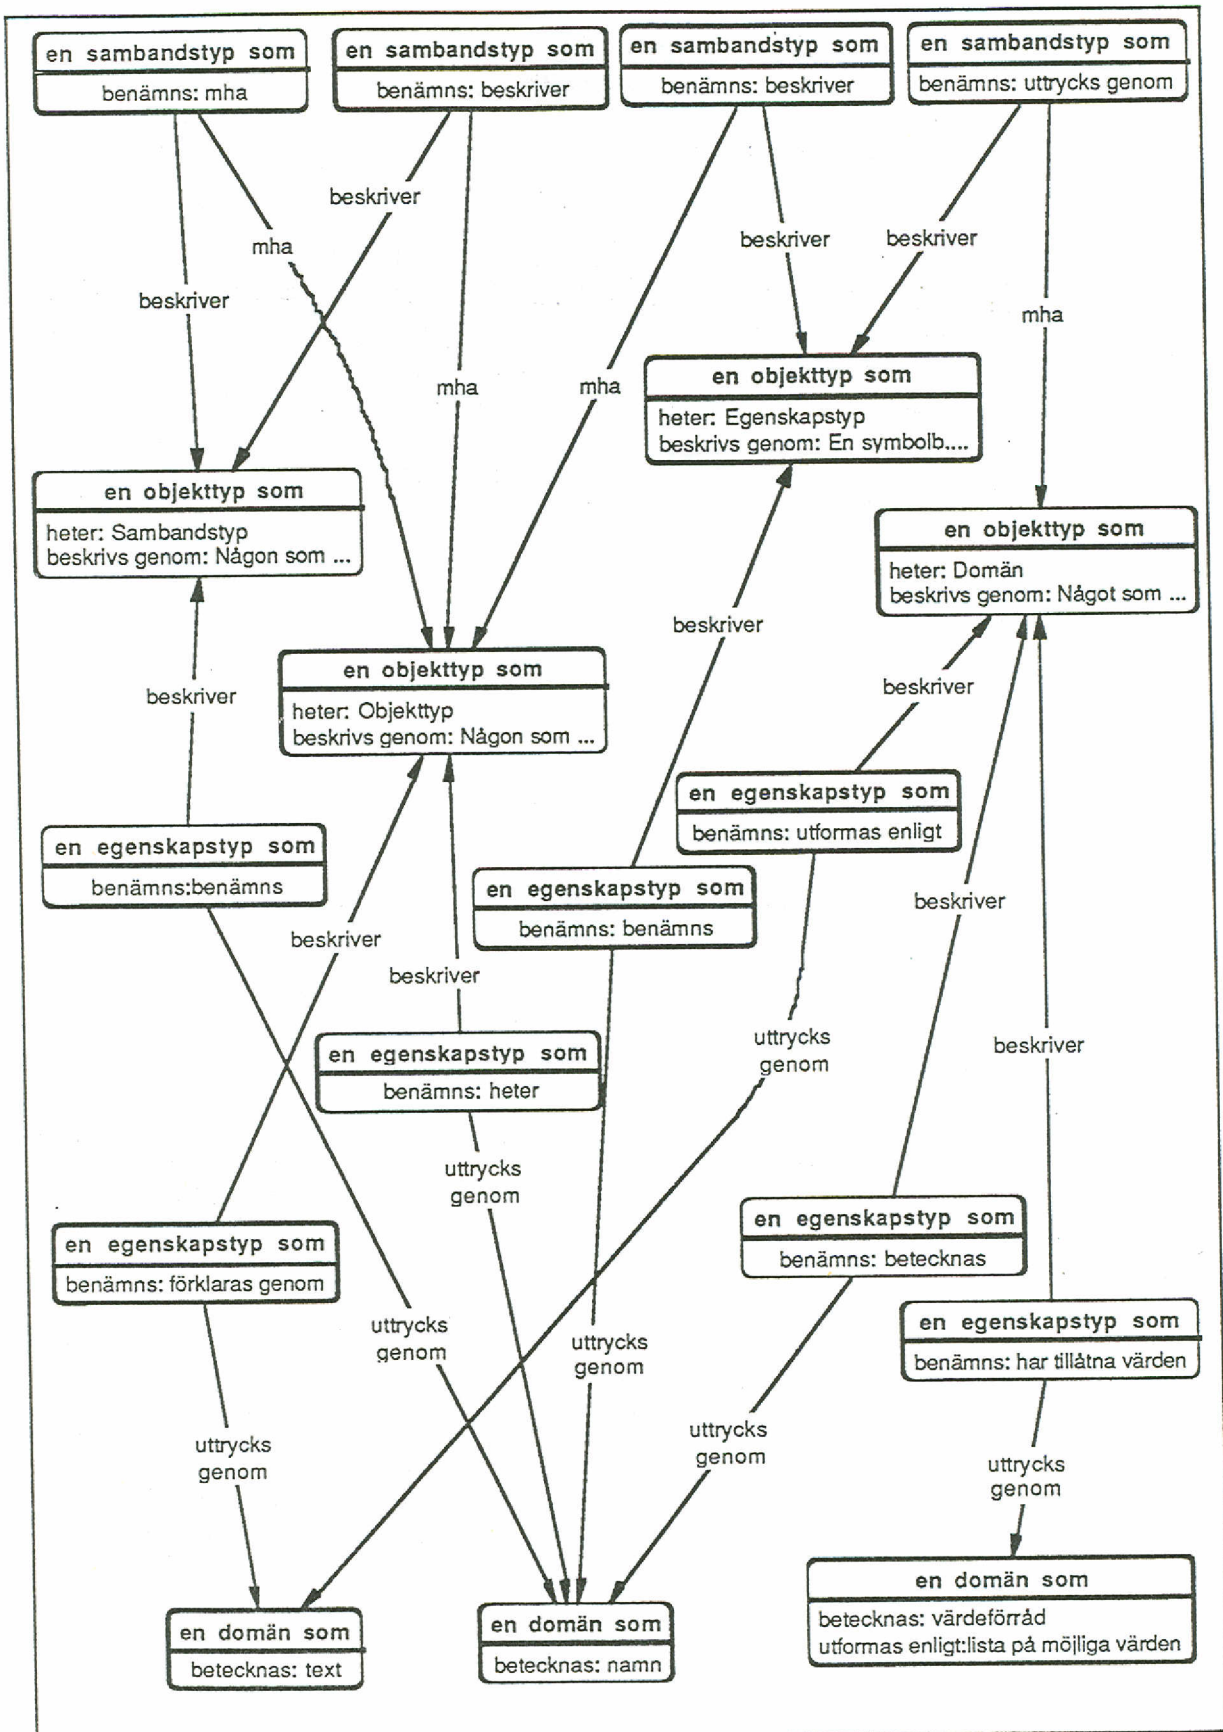 en sambandstyp som
benämns: mha
en sambandstyp som
benämns: beskriver
en sambandstyp som
benämns: beskriver
en sambandstyp som
benämns: uttrycks genom
beskriver
mha
beskriver
beskriver
beskriver
mha
beskriver
mha
mha
en objekttyp som
heter: Egenskapstyp
beskrivs genom: En symbolb....
en objekttyp som
heter: Sambandstyp
beskrivs genom: Någon som ...
en objekttyp som
heter: Domän
beskrivs genom: Något som ...
beskriver
en objekttyp som
heter: Objekttyp
beskrivs genom: Någon som ...
beskriver
beskriver
en egenskapstyp som
benämns: utformas enligt
en egenskapstyp som
benämns:benämns
en egenskapstyp som
benämns: benämns
beskriver
beskriver
beskriver
uttrycks
genom
beskriver
en egenskapstyp som
benämns: heter
uttrycks
genom
en egenskapstyp som
benämns: förklaras genom
en egenskapstyp som
benämns: betecknas
uttrycks
genom
uttrycks
genom
en egenskapstyp som
benämns: har tillåtna värden
uttrycks
genom
uttrycks
genom
uttrycks
genom
en domän som
betecknas: text
en domän som
betecknas: namn
en domän som
betecknas: värdeförråd
utformas enligt:lista på möjliga värden